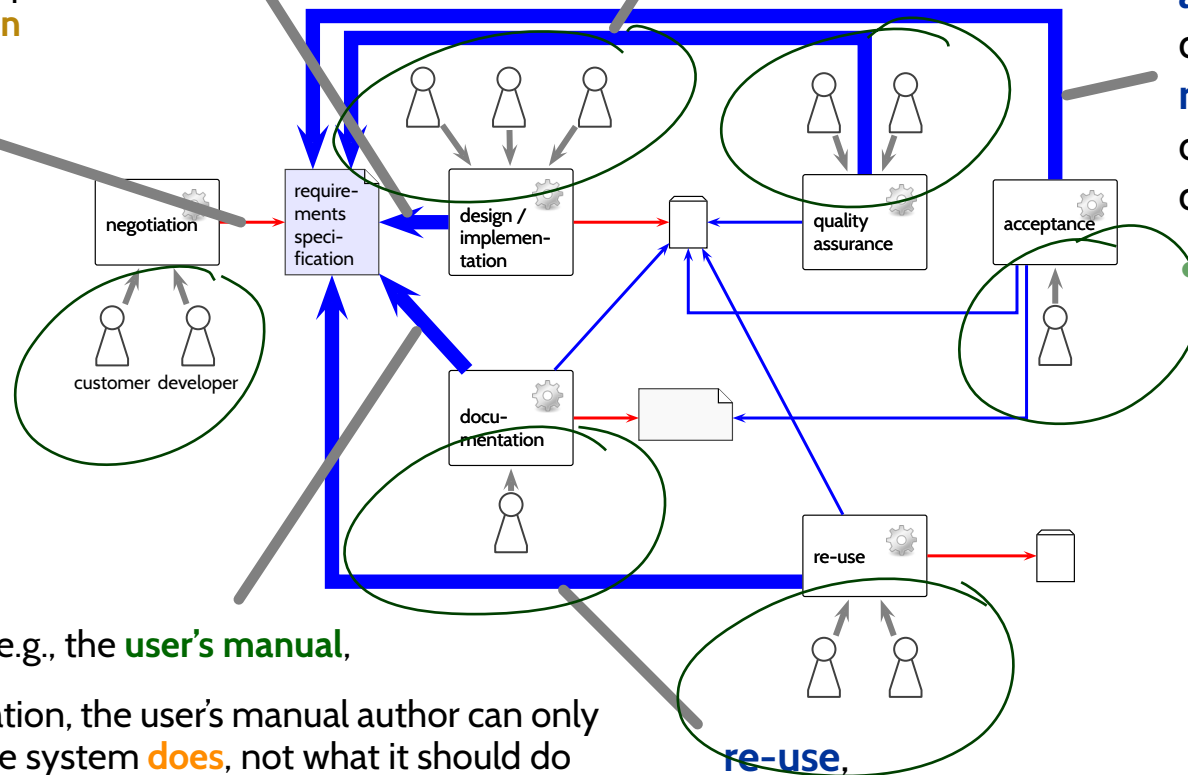 n
require-
ments
speci-
fication
negotiation
design /
implemen-
tation
quality
assurance
acceptance
customer developer
docu-
mentation
re-use
e.g., the user's manual,
ation, the user's manual author can only
e system does, not what it should do
re-use,